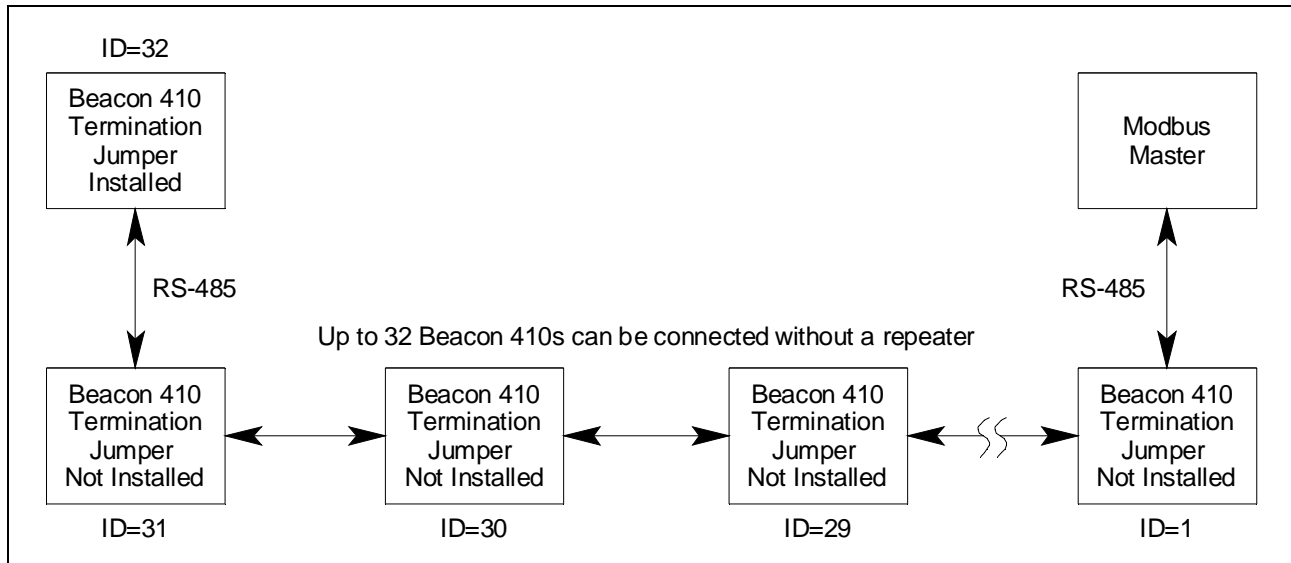 ID=32
Beacon 410
Termination
Jumper
Installed
Modbus
Master
RS-485
RS-485
Up to 32 Beacon 410s can be connected without a repeater
Beacon 410
Termination
Jumper
Not Installed
Beacon 410
Termination
Jumper
Not Installed
Beacon 410
Termination
Jumper
Not Installed
Beacon 410
Termination
Jumper
Not Installed
ID=31
ID=30
ID=29
ID=1